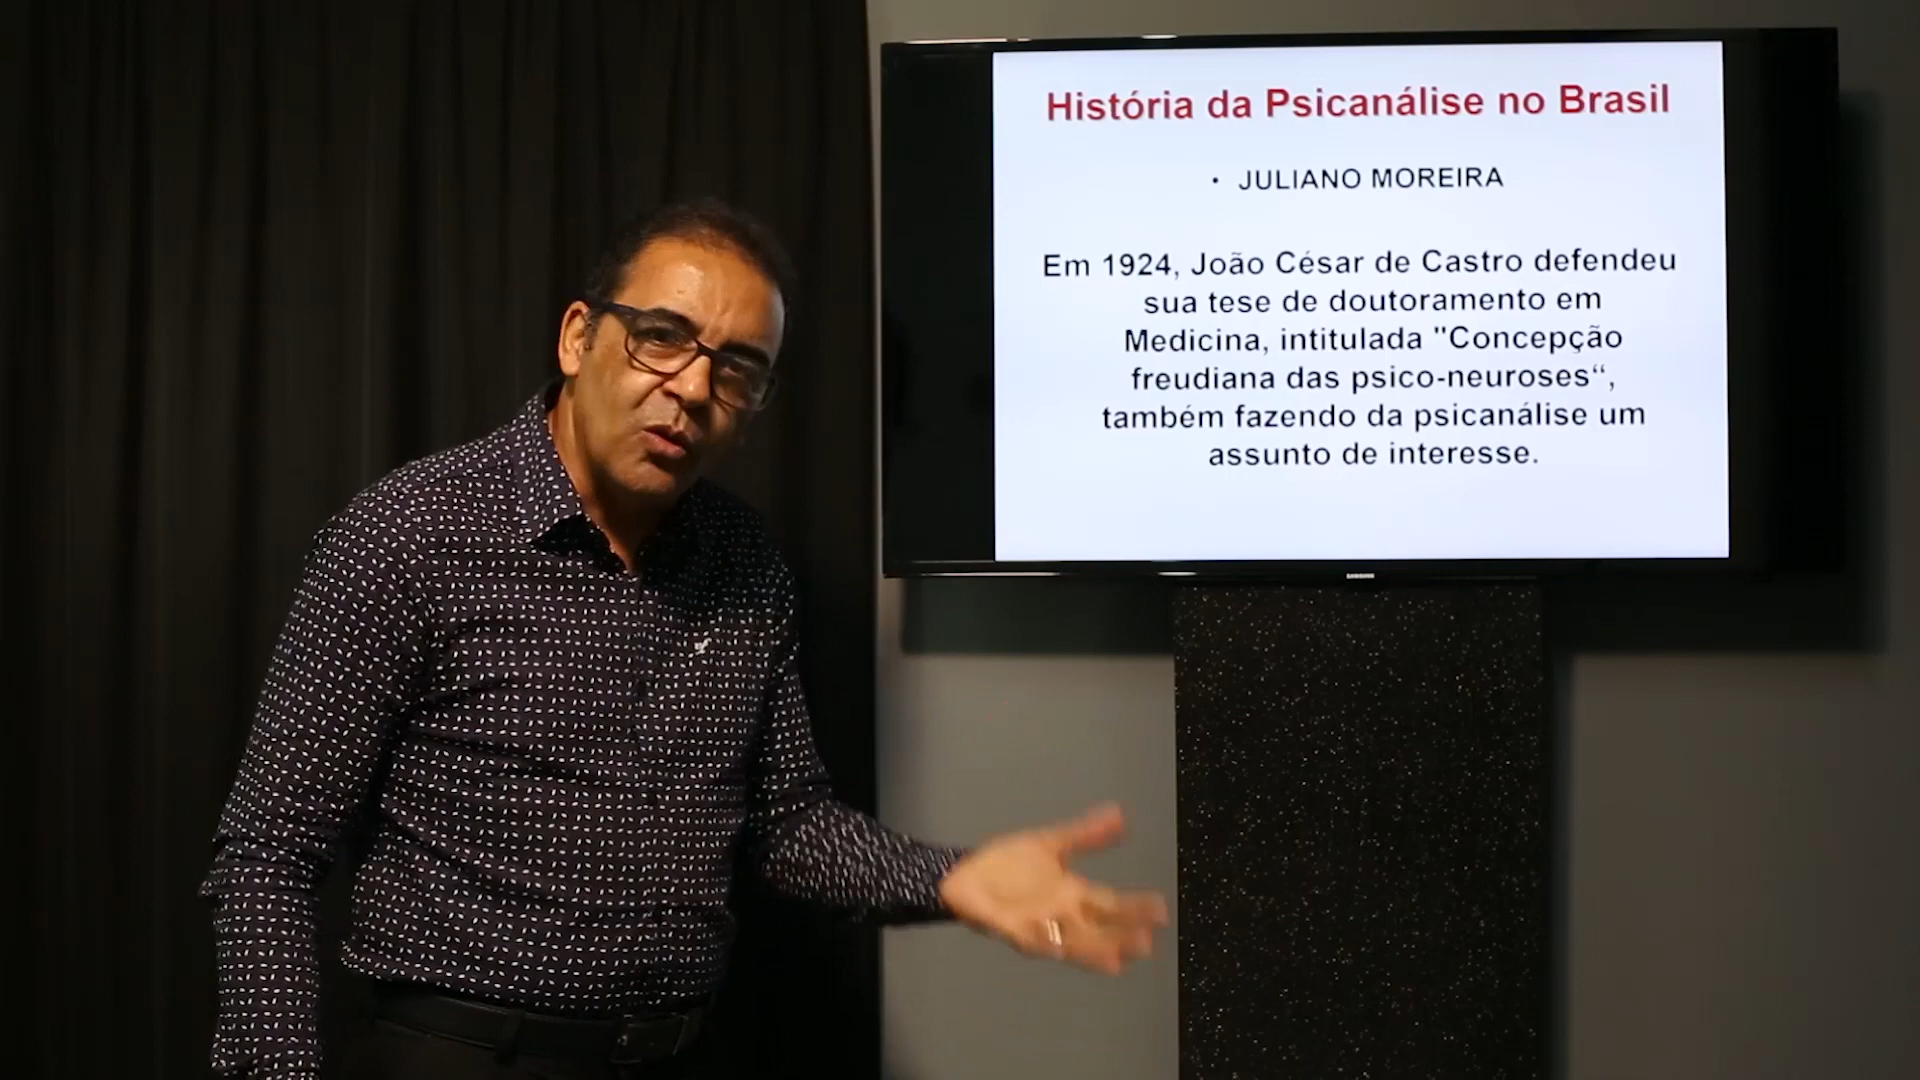 História da Psicanálise no Brasil
• JULIANO MOREIRA
Em 1924, João César de Castro defendeu
sua tese de doutoramento em
Medicina, intitulada "Concepção
freudiana das psico-neuroses“,
também fazendo da psicanálise um
assunto de interesse.
SAMSUNG